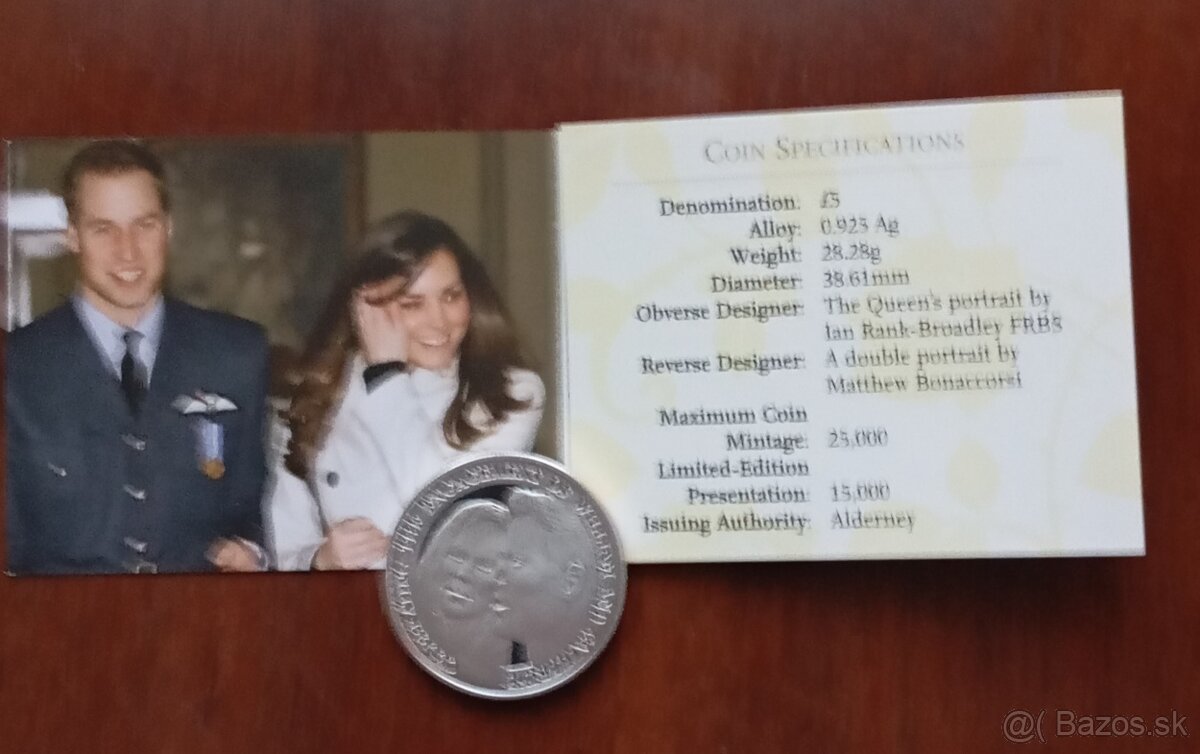 COIN SPECIFICATIONS
Denomination: £5
Alloy: 0.925 Ag
Weight: 28.28g
Diameter: 38.61mm
Obverse Designer: The Queen's portrait by
Ian Rank-Broadley FRBS
Reverse Designer: A double portrait by
Matthew Bonaccorsi
Maximum Coin
Mintage: 25,000
Limited-Edition
Presentation: 15,000
Issuing Authority: Alderney
@( Bazos.sk